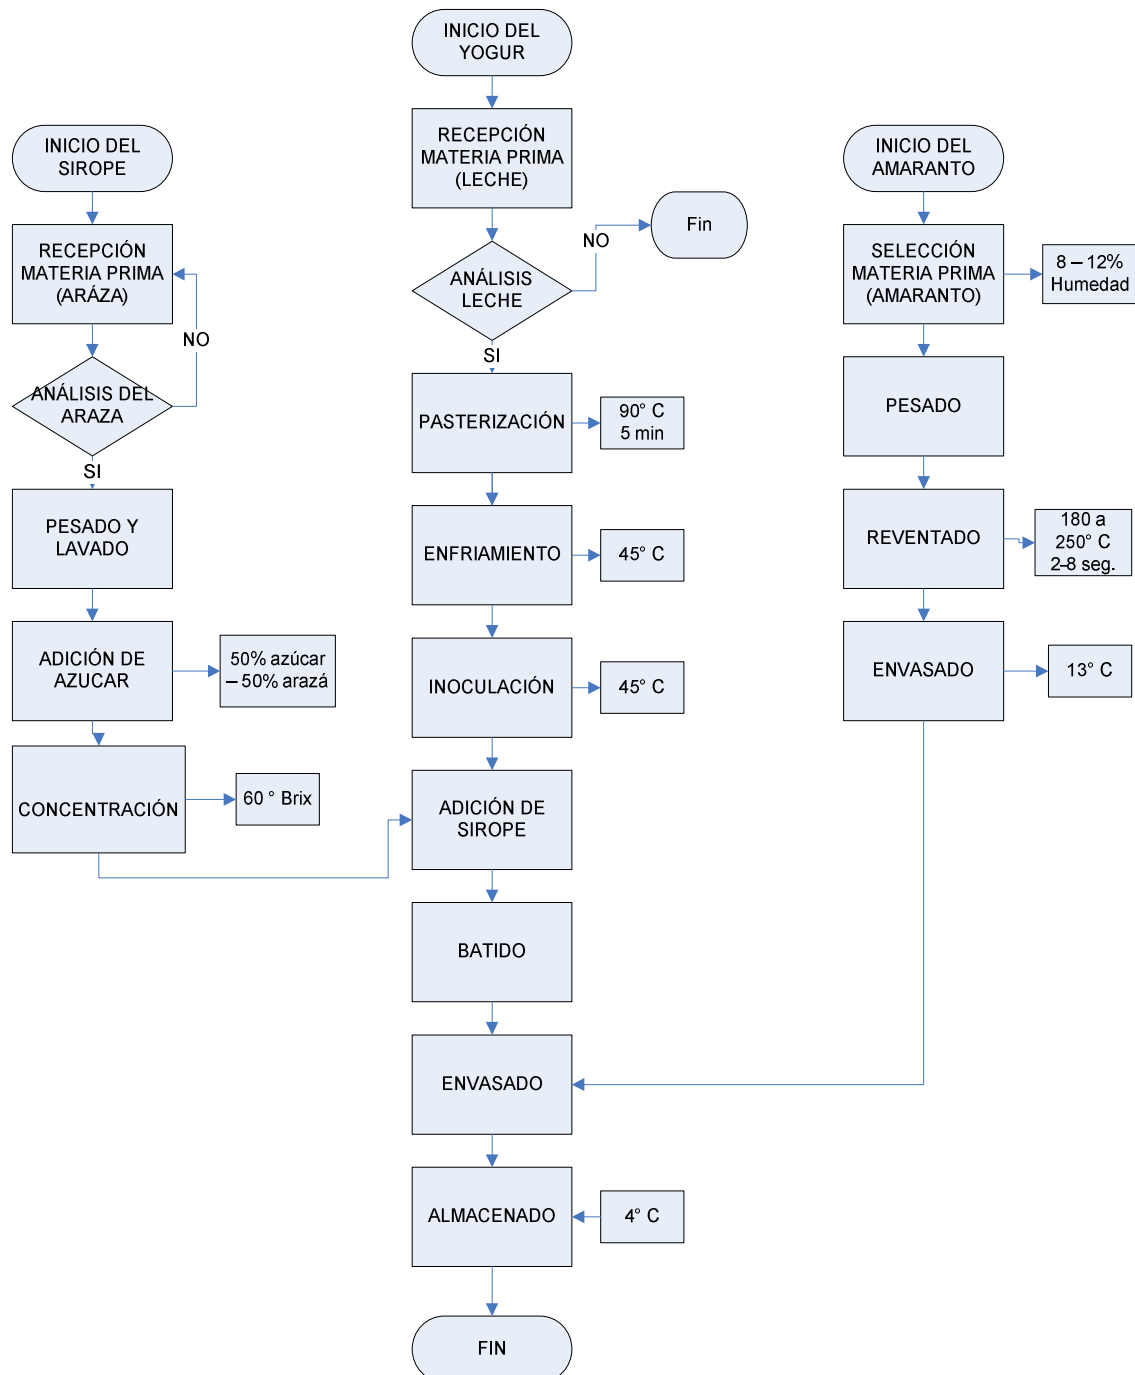 INICIO DEL
SIROPE
RECEPCIÓN
MATERIA PRIMA
(ARÁZA)
NO
ANÁLISIS DEL
ARAZA
SI
PESADO Y
LAVADO
ADICIÓN DE
AZUCAR
50% azúcar
– 50% arazá
CONCENTRACIÓN
60 ° Brix
INICIO DEL
YOGUR
RECEPCIÓN
MATERIA PRIMA
(LECHE)
ANÁLISIS
LECHE
NO
Fin
SI
PASTERIZACIÓN
90° C
5 min
ENFRIAMIENTO
45° C
INOCULACIÓN
45° C
ADICIÓN DE
SIROPE
BATIDO
ENVASADO
ALMACENADO
4° C
FIN
INICIO DEL
AMARANTO
SELECCIÓN
MATERIA PRIMA
(AMARANTO)
8 – 12%
Humedad
PESADO
REVENTADO
180 a
250° C
2–8 seg.
ENVASADO
13° C